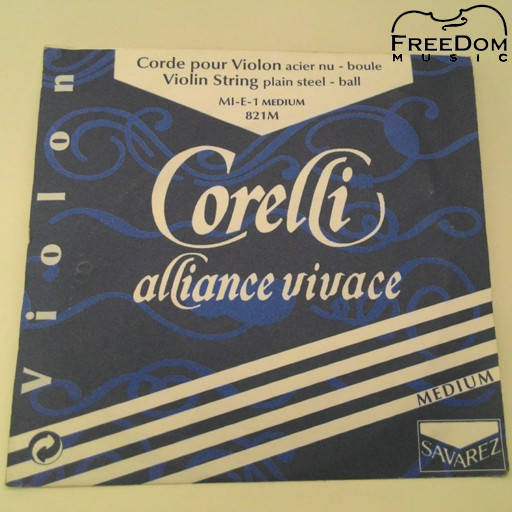 FREEDOM
MUSIC
Corde pour Violon acier nu - boule
Violin String plain steel - ball
MI-E-1 MEDIUM
821M
Violon
Corelli
alliance vivace
MEDIUM
SAVAREZ